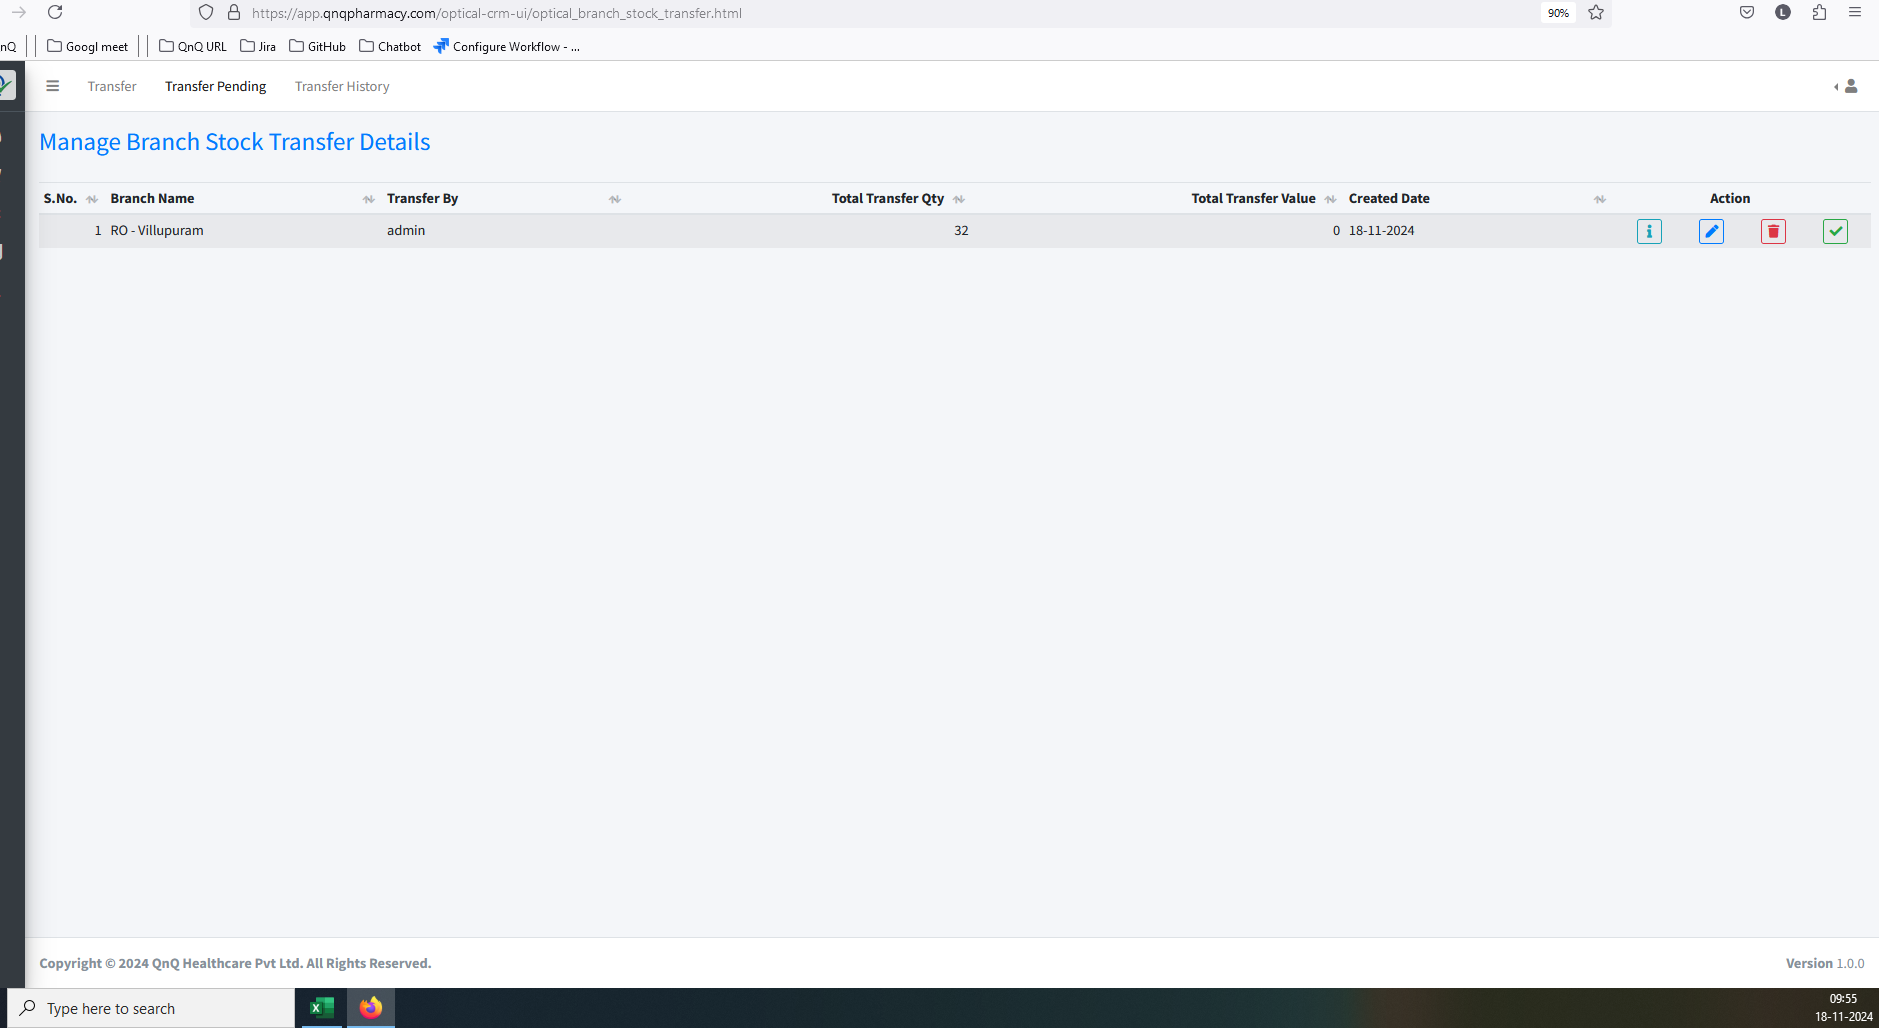 https://app.qnqpharmacy.com/optical-crm-ui/optical_branch_stock_transfer.html 90% L
nQ Googl meet QnQ URL Jira GitHub Chatbot Configure Workflow - ...
Transfer Transfer Pending Transfer History
Manage Branch Stock Transfer Details
S.No. Branch Name Transfer By Total Transfer Qty Total Transfer Value Created Date Action
1 RO - Villupuram admin 32 0 18-11-2024
Copyright © 2024 QnQ Healthcare Pvt Ltd. All Rights Reserved. Version 1.0.0
Type here to search
09:55
18-11-2024